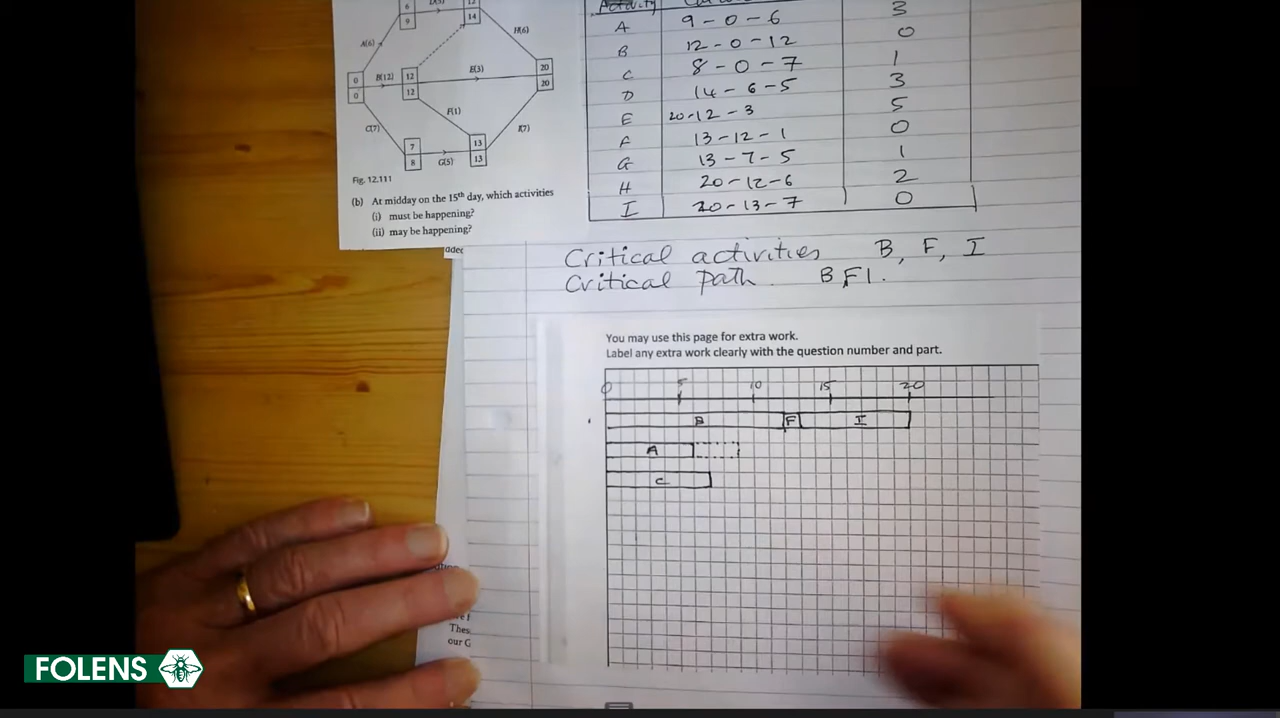 Activity
A 9-0-6 3
B 12-0-12 0
C 8-0-7 1
D 14-6-5 3
E 20-12-3 5
F 13-12-1 0
G 13-7-5 1
H 20-12-6 2
I 20-13-7 0
6
9
12
14
A(6)
H(6)
0
0
B(12)
12
12
E(3)
20
20
F(1)
C(7)
7
8
G(5)
13
13
I(7)
Fig. 12.111
(b) At midday on the 15th day, which activities
(i) must be happening?
(ii) may be happening?
Critical activities B, F, I
Critical path. BFI.
You may use this page for extra work.
Label any extra work clearly with the question number and part.
0 5 10 15 20
B F I
A
C
Thes
our G
FOLENS